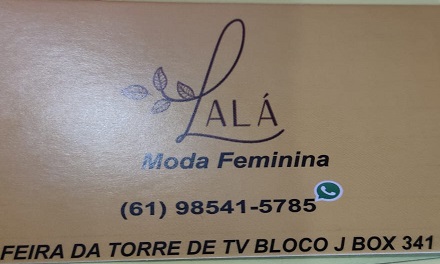 LALÁ
Moda Feminina
(61) 98541-5785
FEIRA DA TORRE DE TV BLOCO J BOX 341